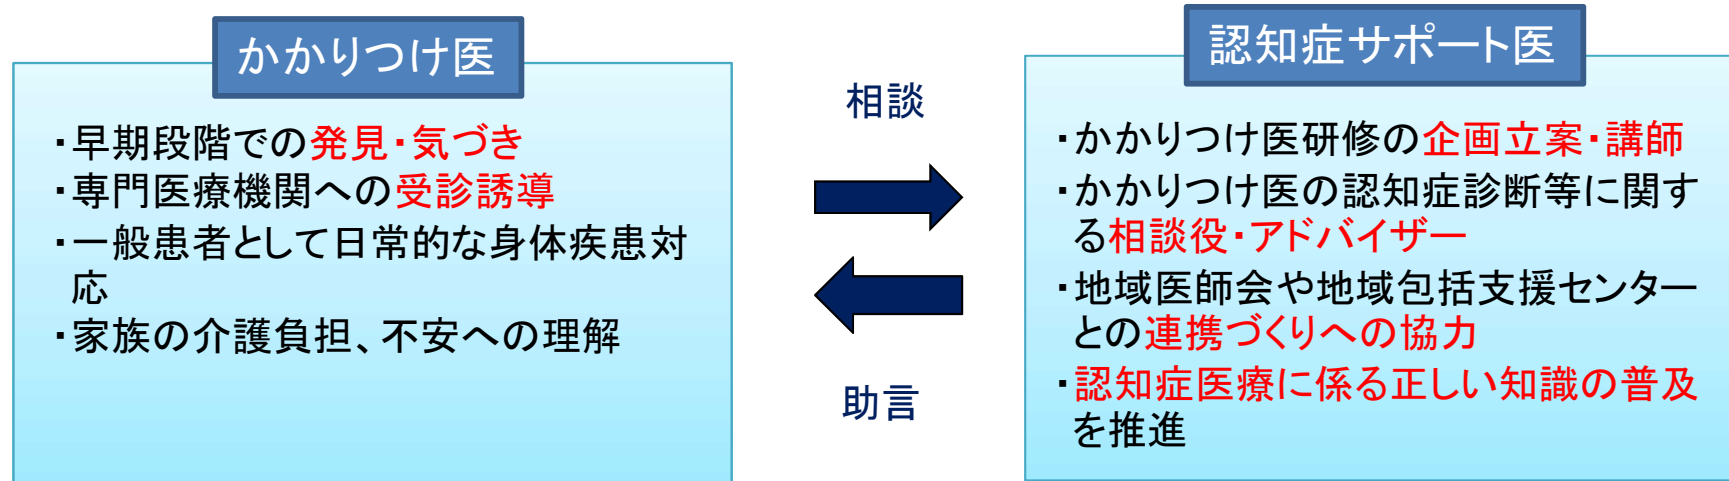 かかりつけ医
・早期段階での発見・気づき
・専門医療機関への受診誘導
・一般患者として日常的な身体疾患対
応
・家族の介護負担、不安への理解
相談
助言
認知症サポート医
・かかりつけ医研修の企画立案・講師
・かかりつけ医の認知症診断等に関す
る相談役・アドバイザー
・地域医師会や地域包括支援センター
との連携づくりへの協力
・認知症医療に係る正しい知識の普及
を推進